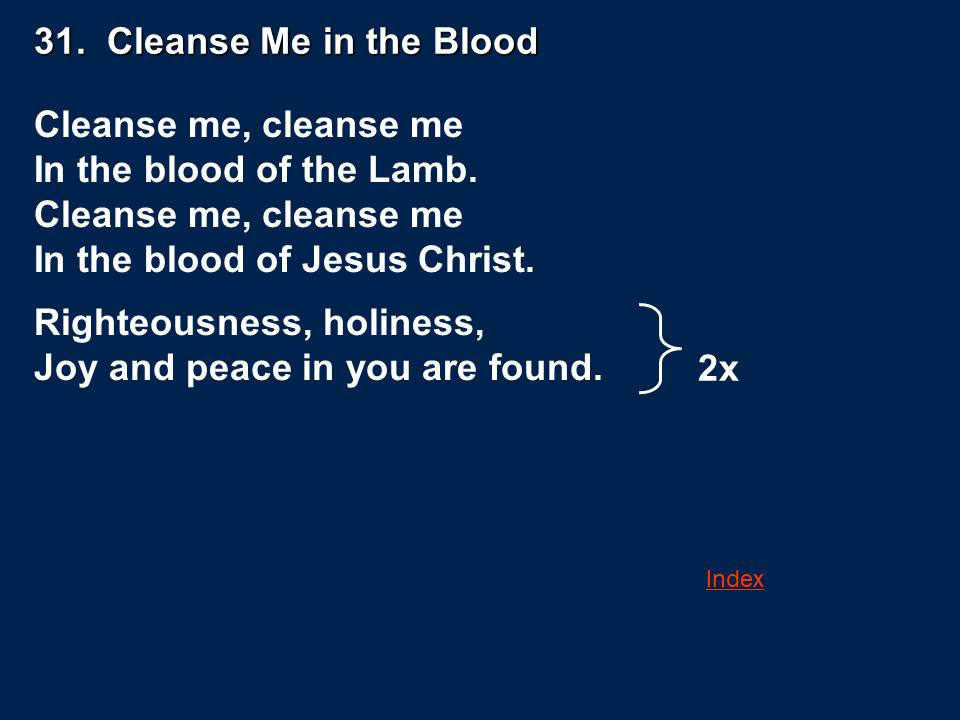 31. Cleanse Me in the Blood
Cleanse me, cleanse me
In the blood of the Lamb.
Cleanse me, cleanse me
In the blood of Jesus Christ.
Righteousness, holiness,
Joy and peace in you are found.
2x
Index